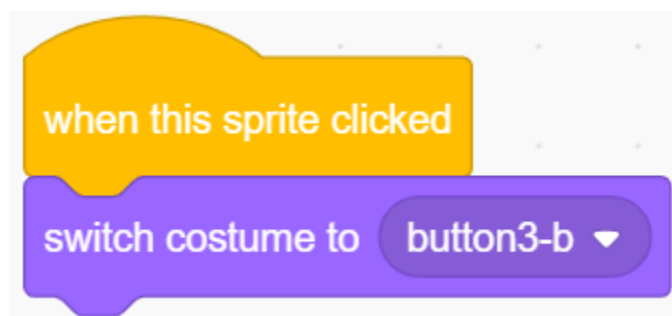 when this sprite clicked
switch costume to button3-b